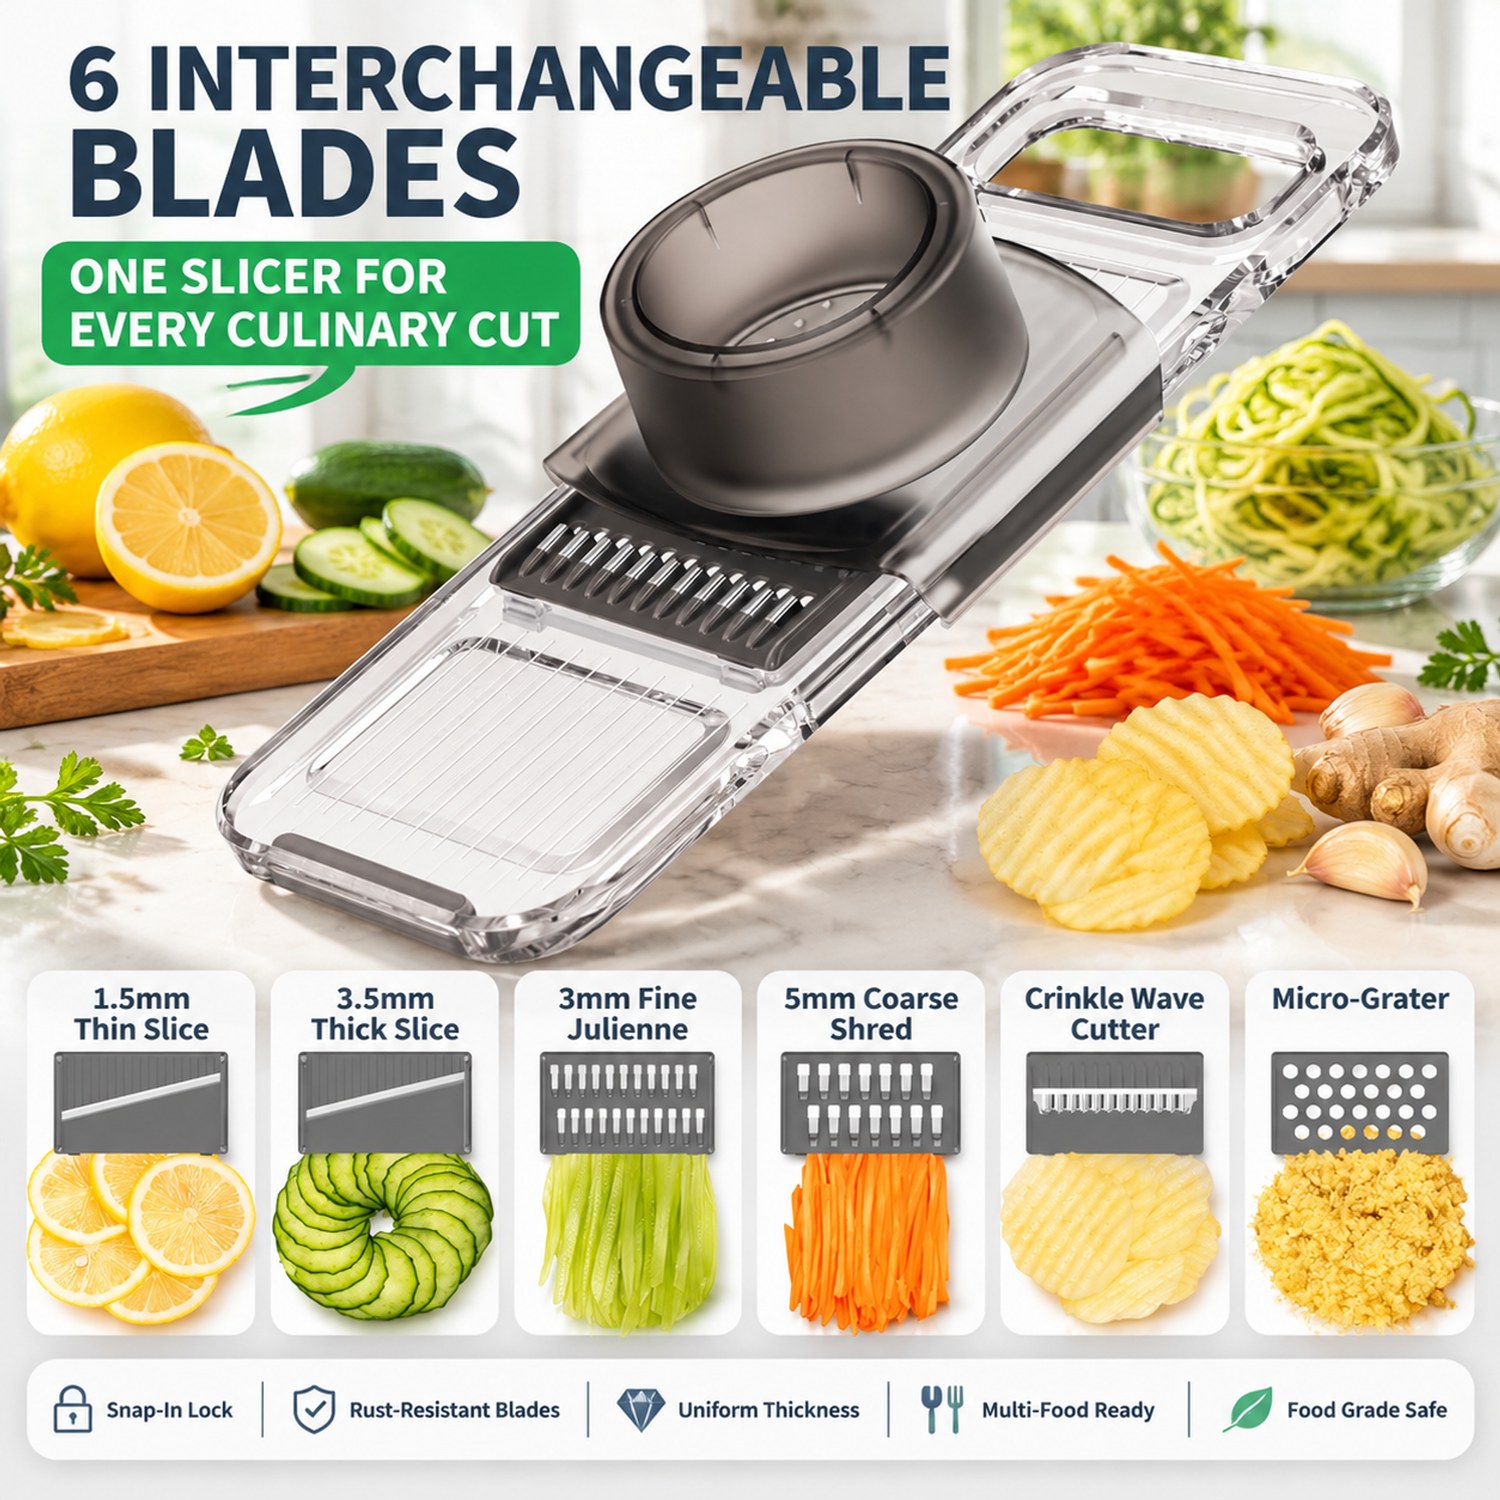 6 INTERCHANGEABLE
BLADES
ONE SLICER FOR
EVERY CULINARY CUT
1.5mm
Thin Slice
3.5mm
Thick Slice
3mm Fine
Julienne
5mm Coarse
Shred
Crinkle Wave
Cutter
Micro-Grater
Snap-In Lock
Rust-Resistant Blades
Uniform Thickness
Multi-Food Ready
Food Grade Safe